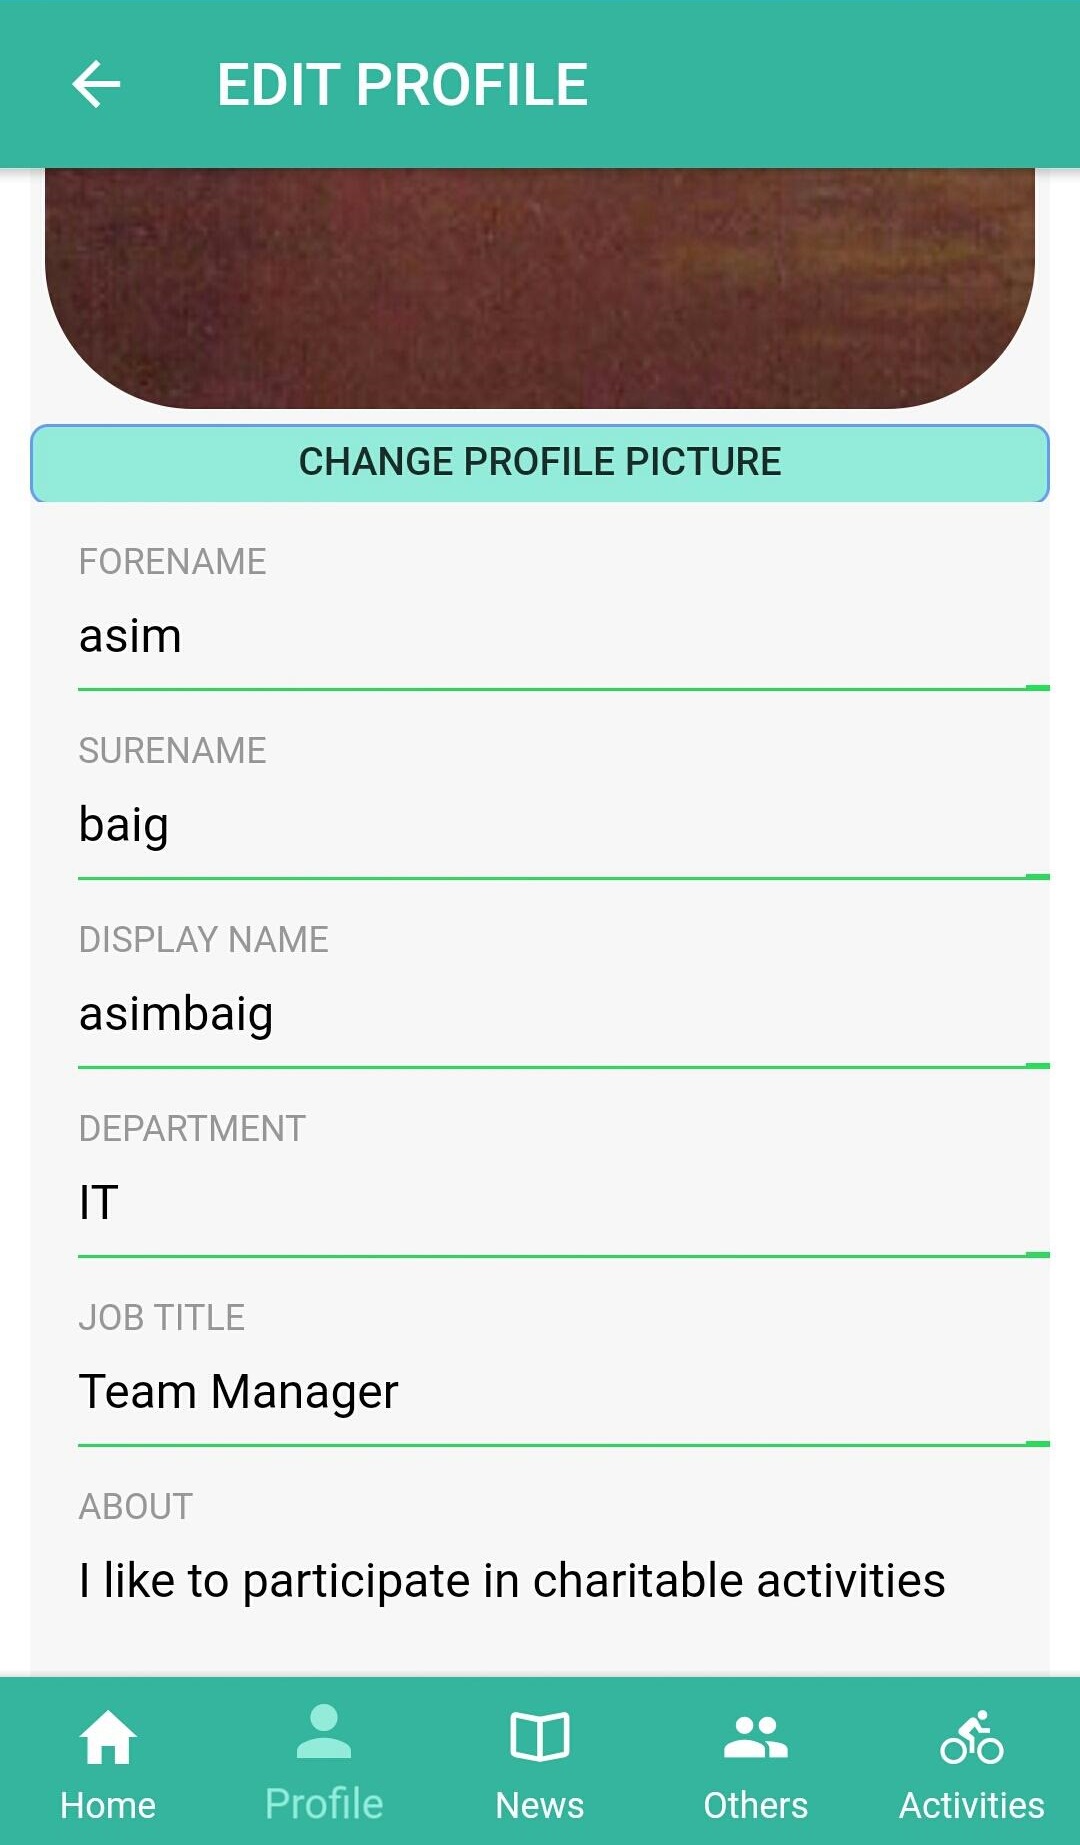 EDIT PROFILE
CHANGE PROFILE PICTURE
FORENAME
asim
SURENAME
baig
DISPLAY NAME
asimbaig
DEPARTMENT
IT
JOB TITLE
Team Manager
ABOUT
I like to participate in charitable activities
Home Profile News Others Activities